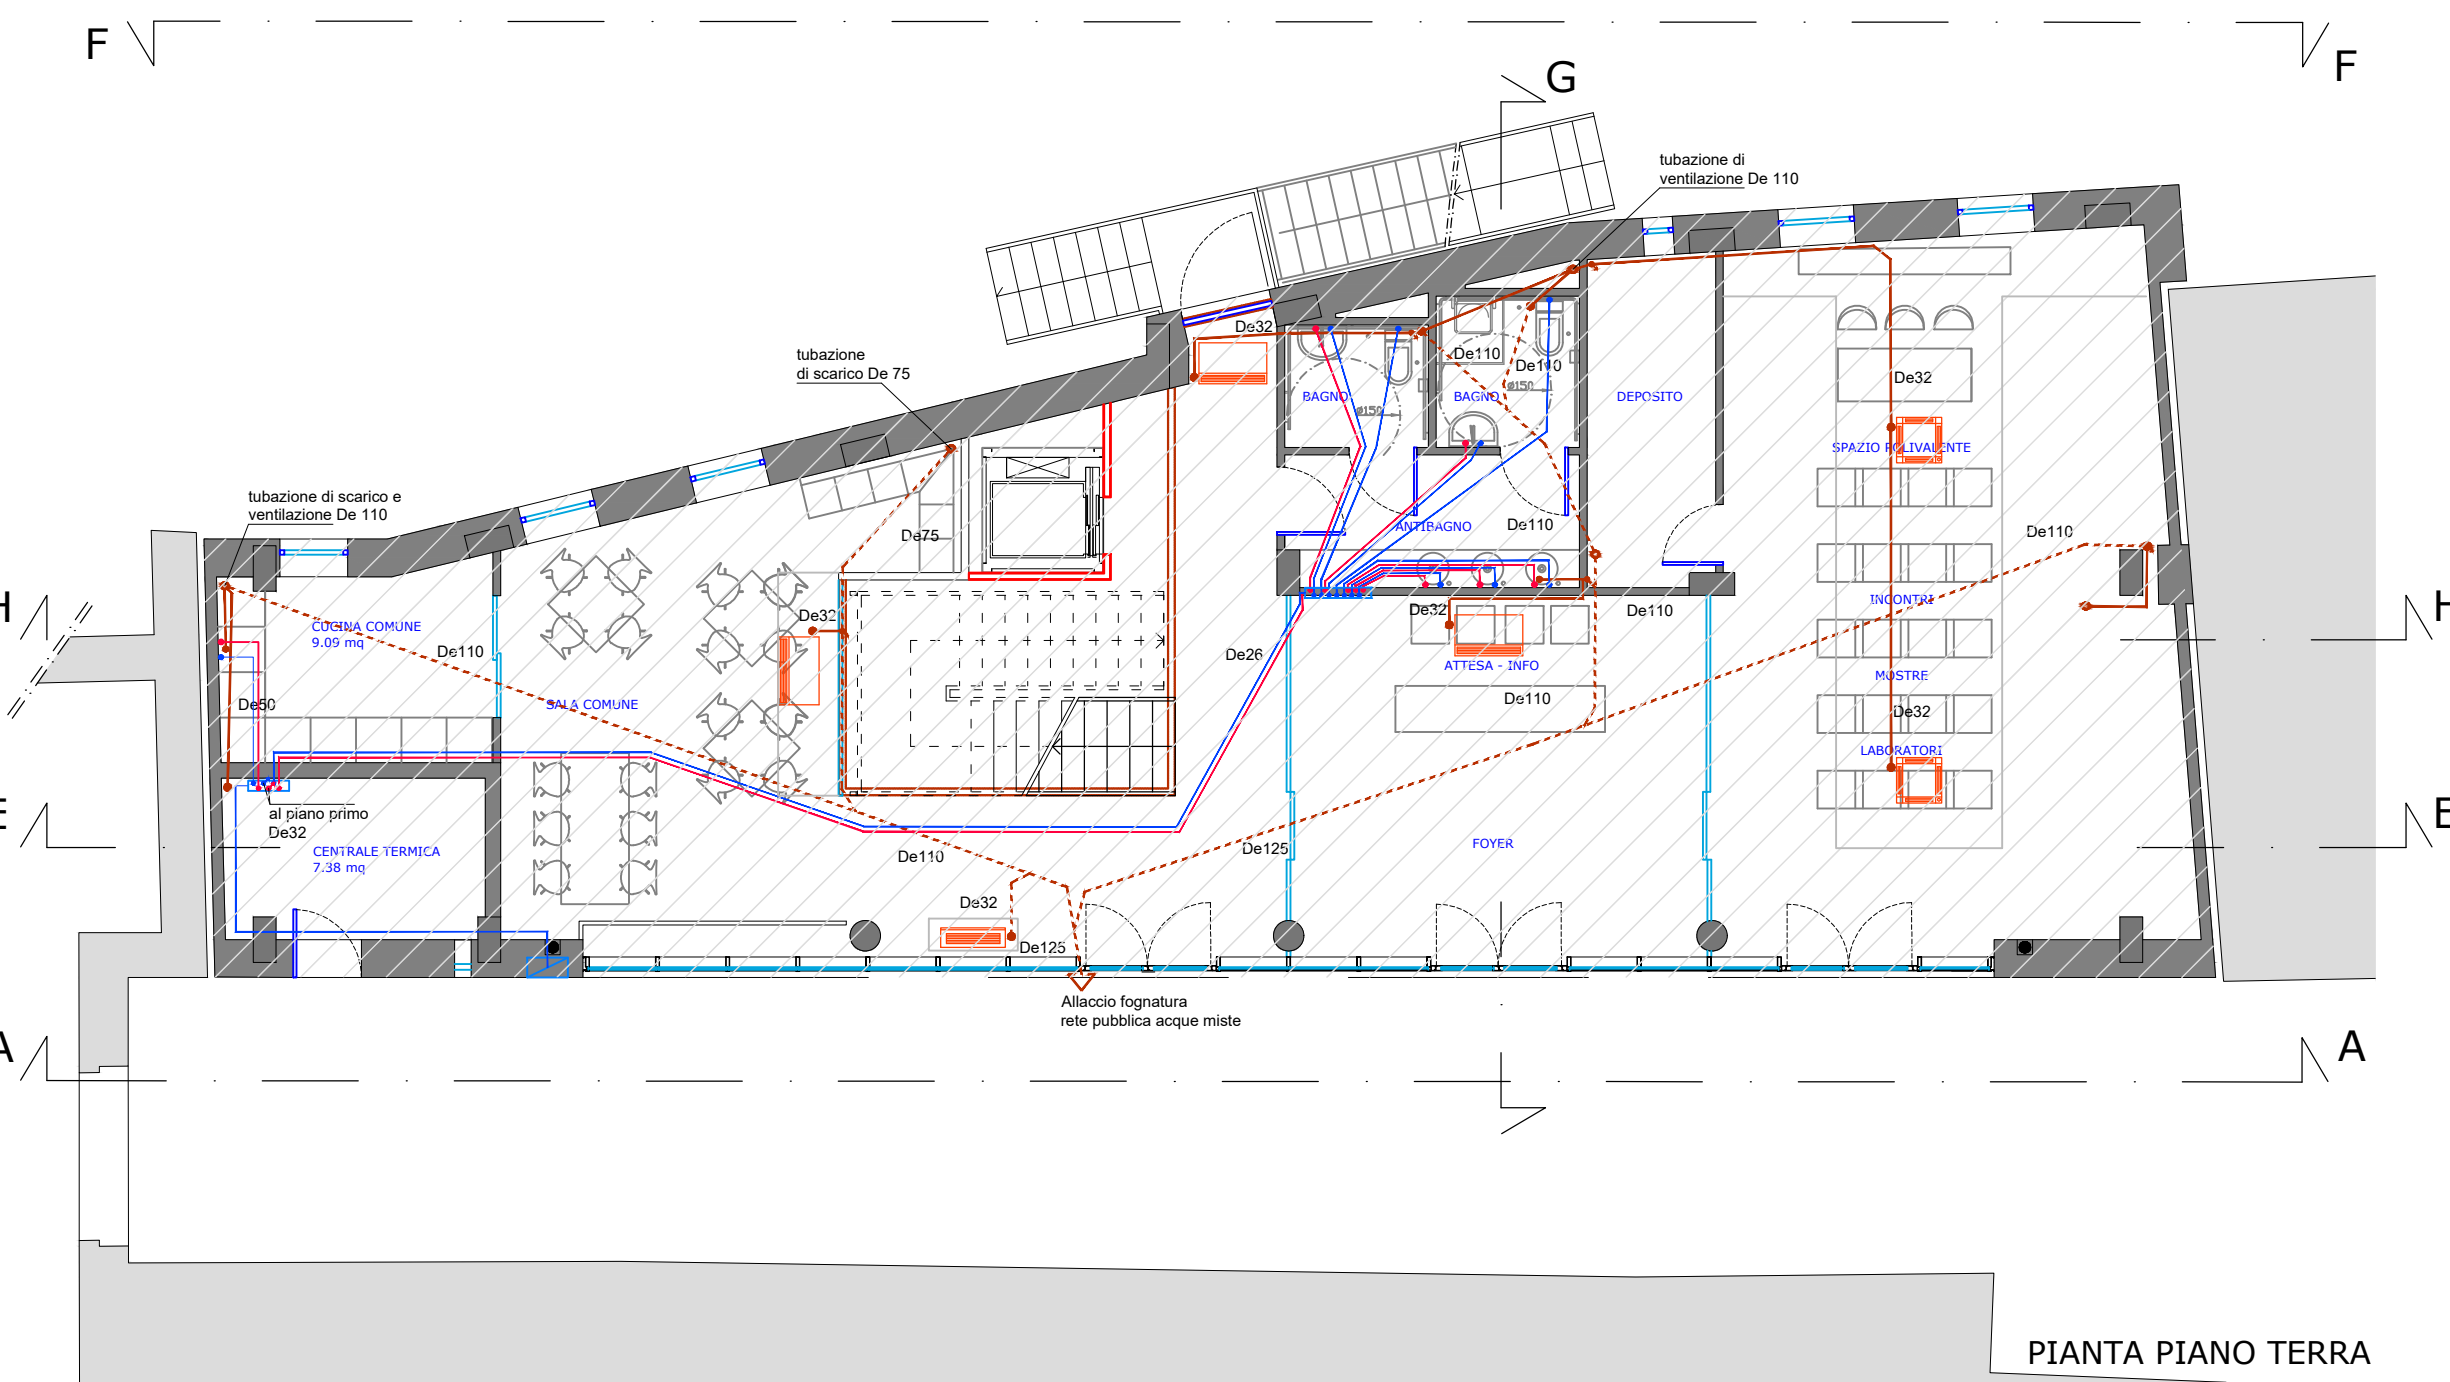 F
F
G
tubazione di
ventilazione De 110
tubazione
di scarico De 75
De32
De110
De110
ø150
ø150
BAGNO
BAGNO
DEPOSITO
De32
SPAZIO POLIVALENTE
tubazione di scarico e
ventilazione De 110
De75
ANTIBAGNO
De110
De110
H
H
CUCINA COMUNE
9.09 mq
De110
De32
De32
De110
INCONTRI
De26
ATTESA - INFO
MOSTRE
De50
SALA COMUNE
De110
De32
LABORATORI
E
E
al piano primo
De32
CENTRALE TERMICA
7.38 mq
De110
De125
FOYER
De32
De125
Allaccio fognatura
rete pubblica acque miste
A
A
PIANTA PIANO TERRA